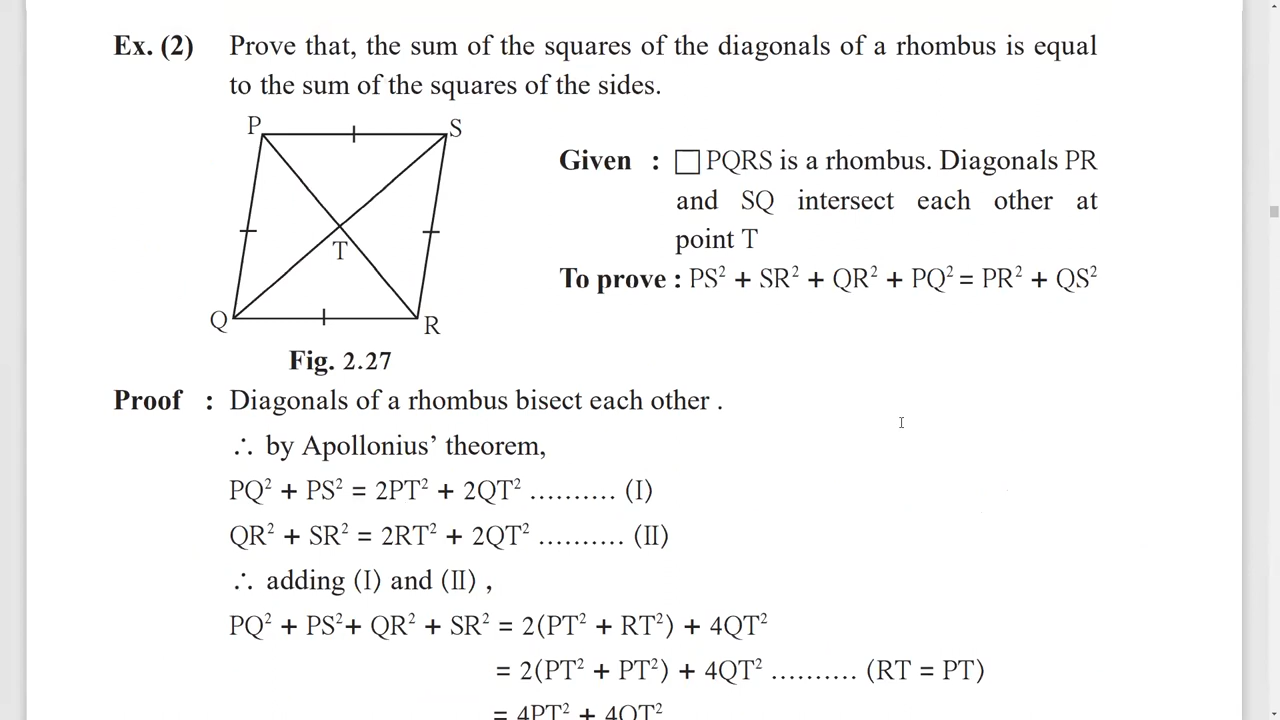 Ex. (2) Prove that, the sum of the squares of the diagonals of a rhombus is equal
to the sum of the squares of the sides.
P
S
T
Q
R
Fig. 2.27
Given : □ PQRS is a rhombus. Diagonals PR
and SQ intersect each other at
point T
To prove : PS² + SR² + QR² + PQ² = PR² + QS²
Proof : Diagonals of a rhombus bisect each other .
∴ by Apollonius’ theorem,
PQ² + PS² = 2PT² + 2QT² .......... (I)
QR² + SR² = 2RT² + 2QT² .......... (II)
∴ adding (I) and (II) ,
PQ² + PS²+ QR² + SR² = 2(PT² + RT²) + 4QT²
= 2(PT² + PT²) + 4QT² .......... (RT = PT)
= 4PT² + 4QT²